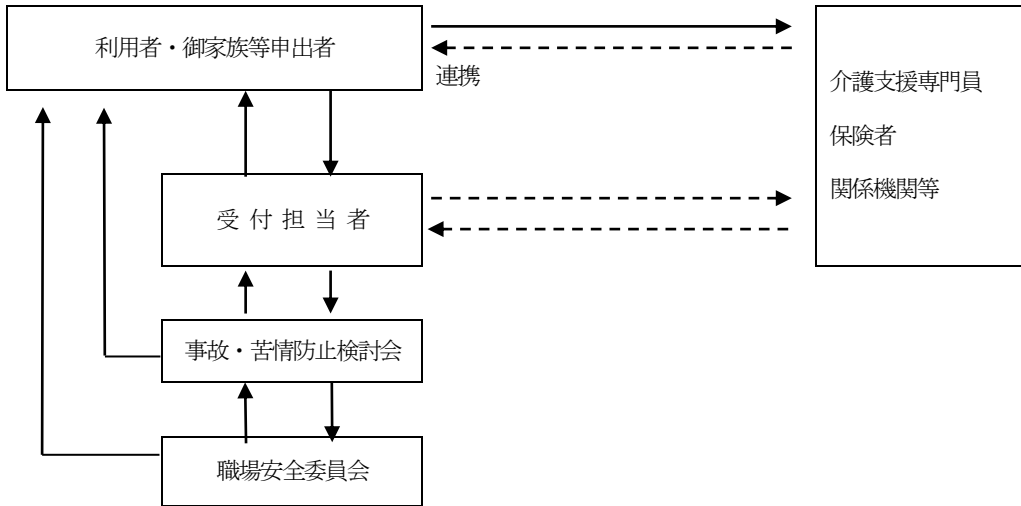 利用者・御家族等申出者
連携
介護支援専門員
保険者
関係機関等
受 付 担 当 者
事故・苦情防止検討会
職場安全委員会